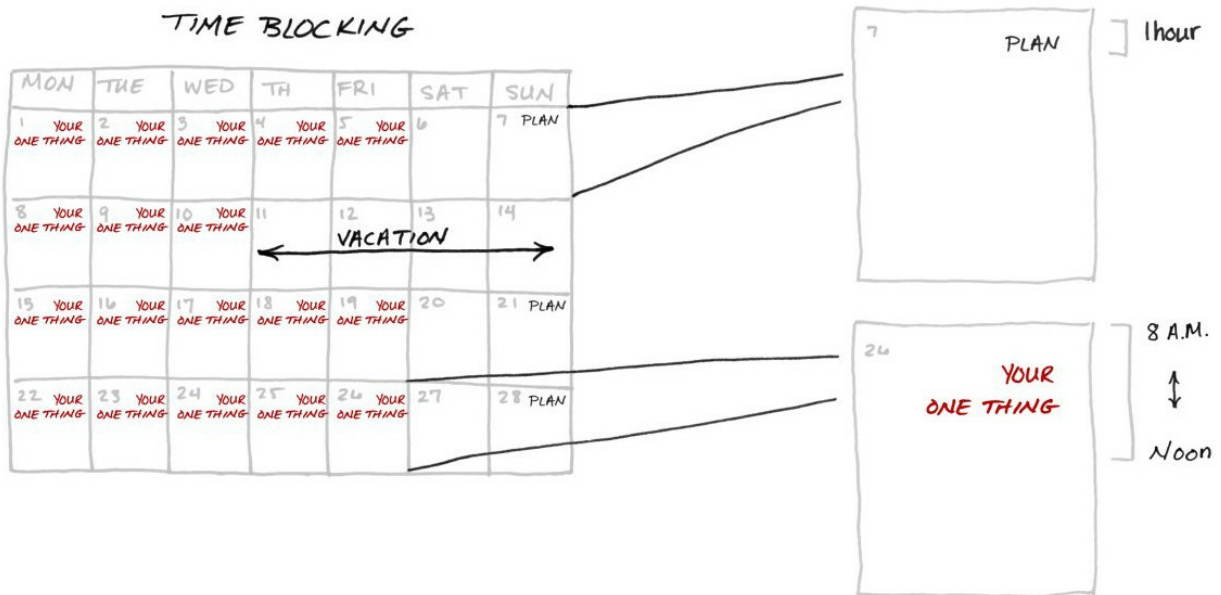 TIME BLOCKING
MON TUE WED TH FRI SAT SUN
1 YOUR 2 YOUR 3 YOUR 4 YOUR 5 YOUR 6 7 PLAN
ONE THING ONE THING ONE THING ONE THING ONE THING
8 YOUR 9 YOUR 10 YOUR 11 12 13 14
ONE THING ONE THING ONE THING
VACATION
15 YOUR 16 YOUR 17 YOUR 18 YOUR 19 YOUR 20 21 PLAN
ONE THING ONE THING ONE THING ONE THING ONE THING
22 YOUR 23 YOUR 24 YOUR 25 YOUR 26 YOUR 27 28 PLAN
ONE THING ONE THING ONE THING ONE THING ONE THING
7 PLAN 1 hour
26
YOUR
ONE THING
8 A.M.
Noon